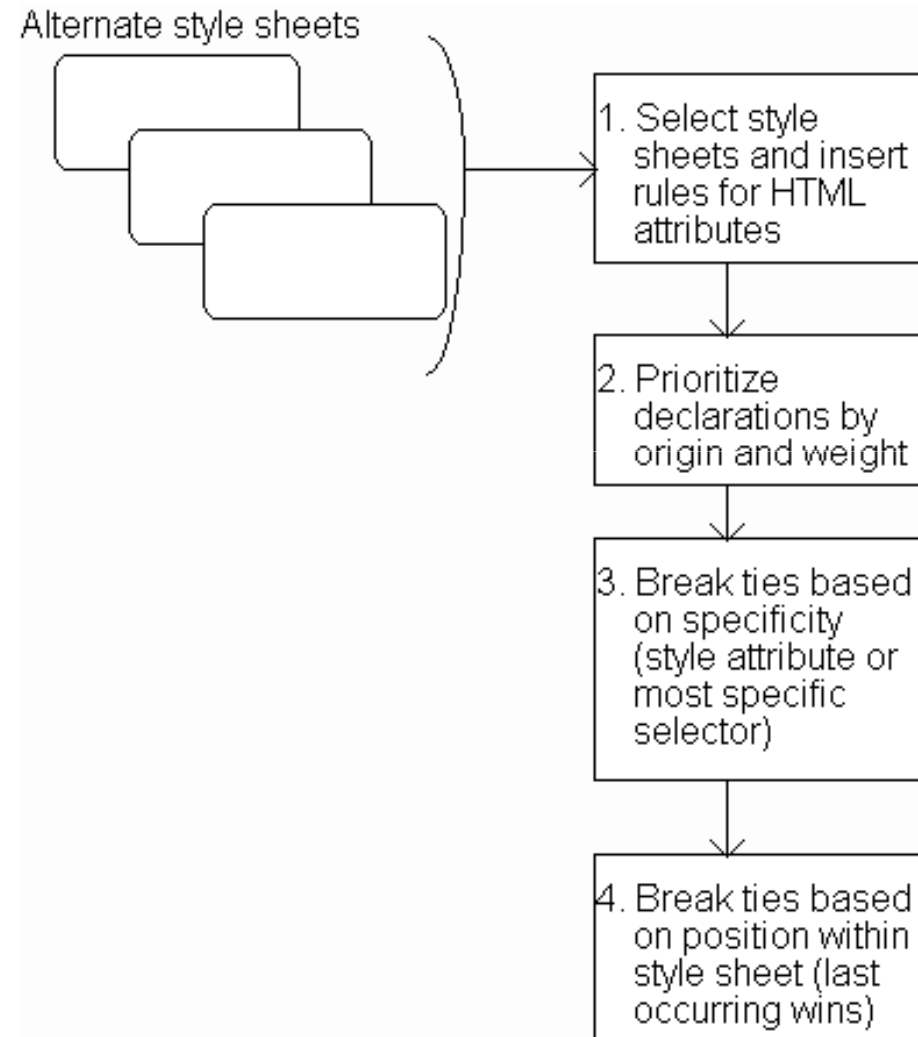 Alternate style sheets
1. Select style
sheets and insert
rules for HTML
attributes
2. Prioritize
declarations by
origin and weight
3. Break ties based
on specificity
(style attribute or
most specific
selector)
4. Break ties based
on position within
style sheet (last
occurring wins)